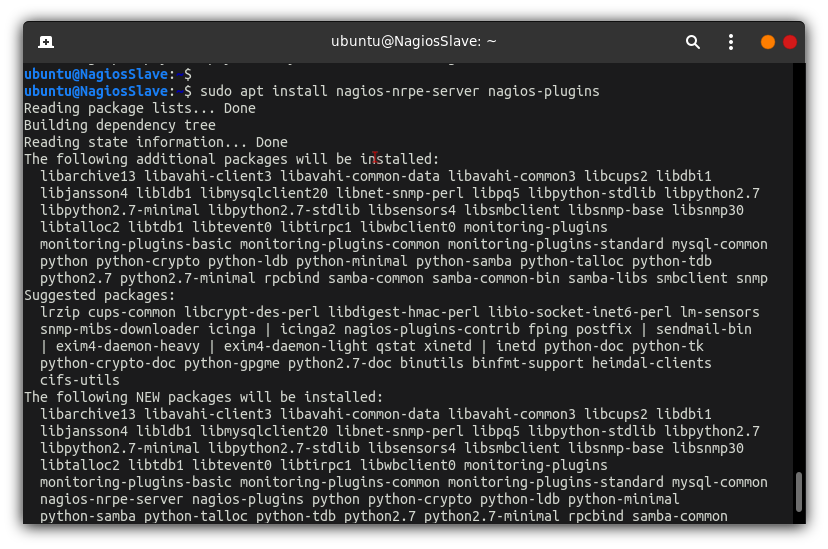 ubuntu@NagiosSlave: ~
ubuntu@NagiosSlave:~$
ubuntu@NagiosSlave:~$ sudo apt install nagios-nrpe-server nagios-plugins
Reading package lists... Done
Building dependency tree
Reading state information... Done
The following additional packages will be installed:
libarchive13 libavahi-client3 libavahi-common-data libavahi-common3 libcups2 libdbi1
libjansson4 libldb1 libmysqlclient20 libnet-snmp-perl libpq5 libpython-stdlib libpython2.7
libpython2.7-minimal libpython2.7-stdlib libsensors4 libsmbclient libsnmp-base libsnmp30
libtalloc2 libtdb1 libtevent0 libtirpc1 libwbclient0 monitoring-plugins
monitoring-plugins-basic monitoring-plugins-common monitoring-plugins-standard mysql-common
python python-crypto python-ldb python-minimal python-samba python-talloc python-tdb
python2.7 python2.7-minimal rpcbind samba-common samba-common-bin samba-libs smbclient snmp
Suggested packages:
lrzip cups-common libcrypt-des-perl libdigest-hmac-perl libio-socket-inet6-perl lm-sensors
snmp-mibs-downloader icinga | icinga2 nagios-plugins-contrib fping postfix | sendmail-bin
| exim4-daemon-heavy | exim4-daemon-light qstat xinetd | inetd python-doc python-tk
python-crypto-doc python-gpgme python2.7-doc binutils binfmt-support heimdal-clients
cifs-utils
The following NEW packages will be installed:
libarchive13 libavahi-client3 libavahi-common-data libavahi-common3 libcups2 libdbi1
libjansson4 libldb1 libmysqlclient20 libnet-snmp-perl libpq5 libpython-stdlib libpython2.7
libpython2.7-minimal libpython2.7-stdlib libsensors4 libsmbclient libsnmp-base libsnmp30
libtalloc2 libtdb1 libtevent0 libtirpc1 libwbclient0 monitoring-plugins
monitoring-plugins-basic monitoring-plugins-common monitoring-plugins-standard mysql-common
nagios-nrpe-server nagios-plugins python python-crypto python-ldb python-minimal
python-samba python-talloc python-tdb python2.7 python2.7-minimal rpcbind samba-common